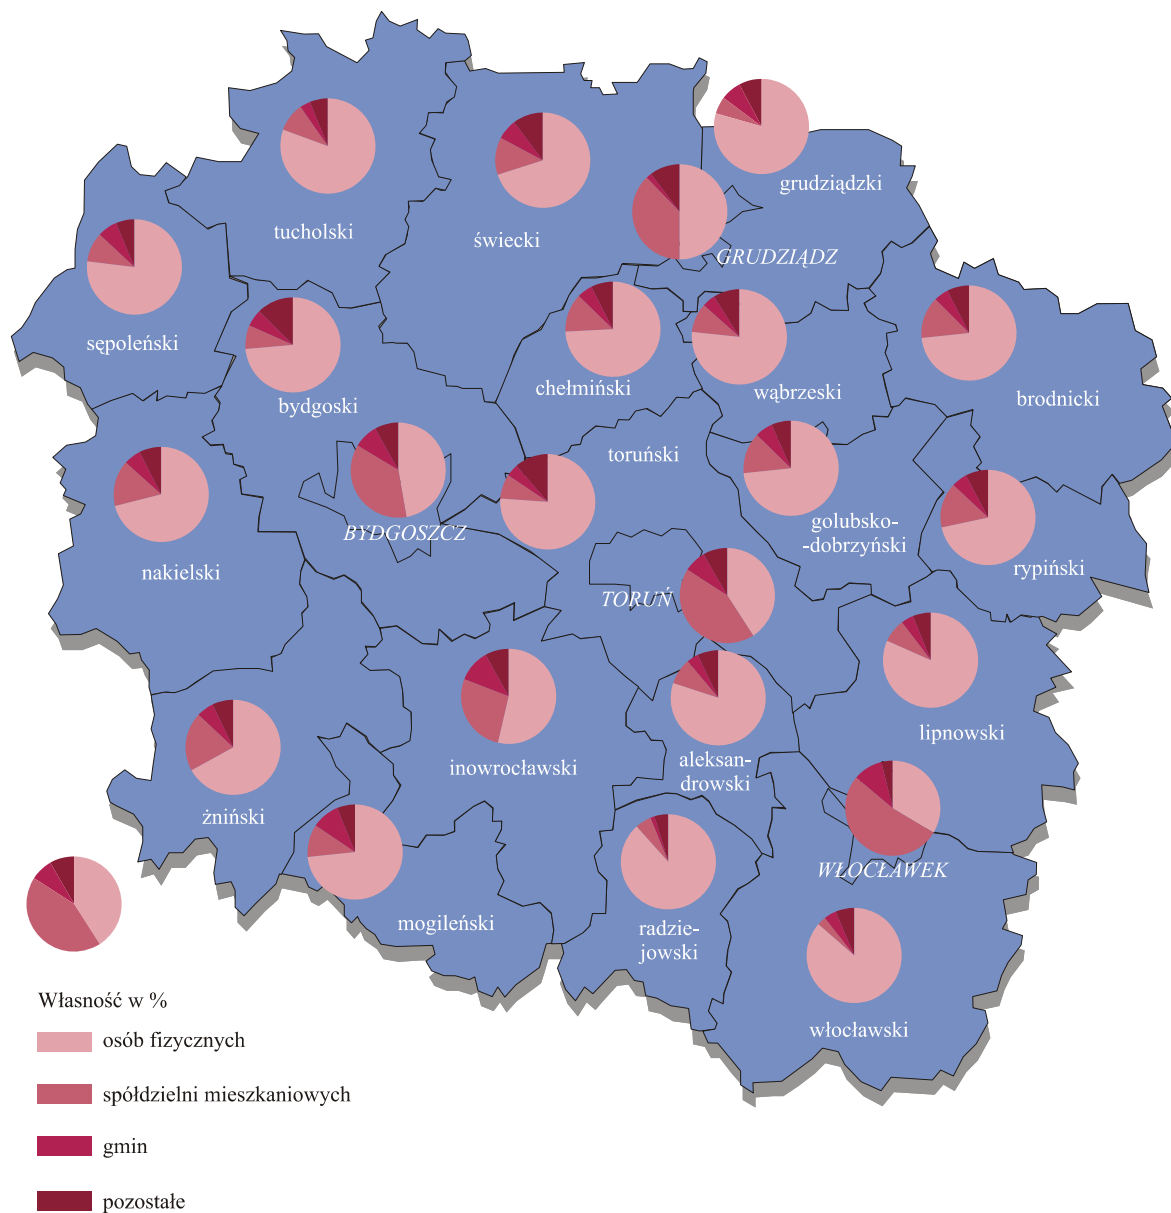 grudziądzki
tucholski
świecki
GRUDZIĄDZ
sępoleński
bydgoski
chełmiński
wąbrzeski
brodnicki
toruński
BYDGOSZCZ
golubsko-
-dobrzyński
nakielski
rypiński
TORUŃ
lipnowski
inowrocławski
aleksan-
drowski
żniński
WŁOCŁAWEK
mogileński
radzie-
jowski
włocławski
Własność w %
osób fizycznych
spółdzielni mieszkaniowych
gmin
pozostałe